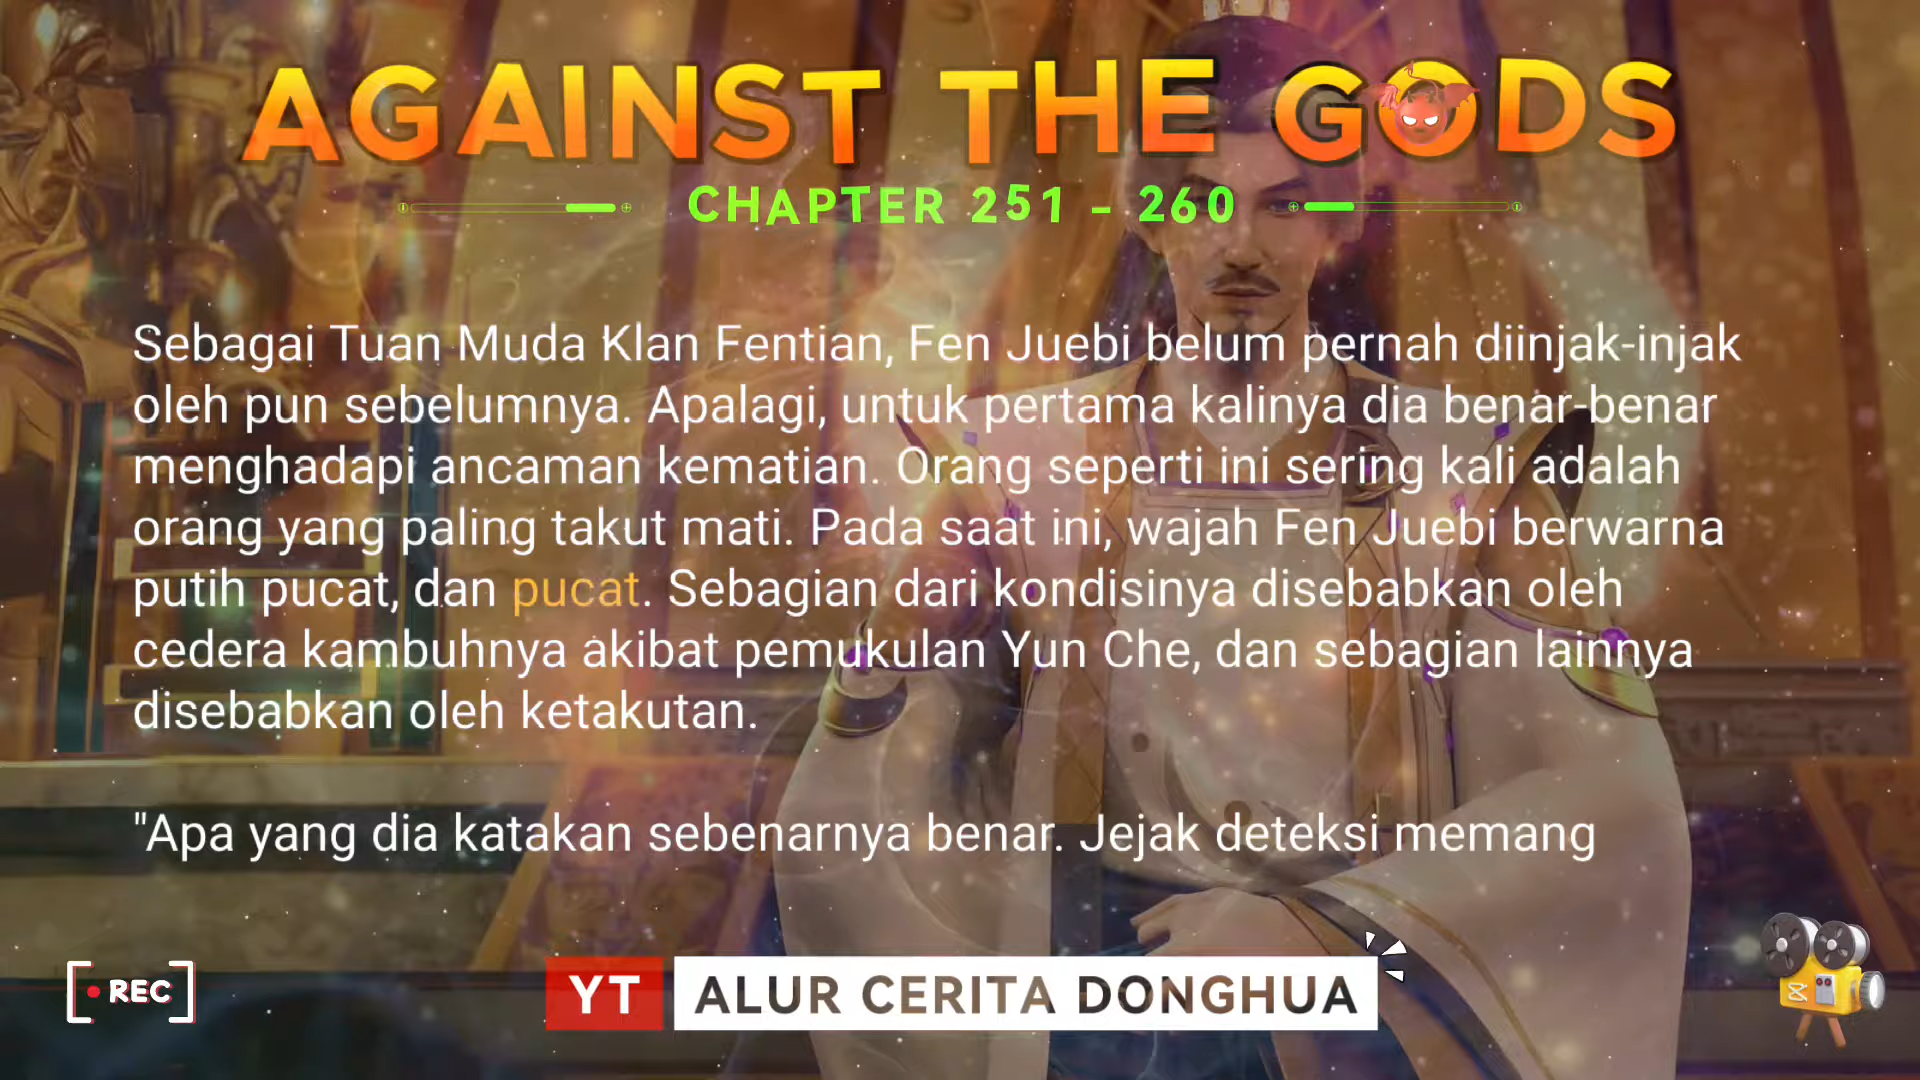 AGAINST THE GODS
CHAPTER 251 - 260
Sebagai Tuan Muda Klan Fentian, Fen Juebi belum pernah diinjak-injak
oleh pun sebelumnya. Apalagi, untuk pertama kalinya dia benar-benar
menghadapi ancaman kematian. Orang seperti ini sering kali adalah
orang yang paling takut mati. Pada saat ini, wajah Fen Juebi berwarna
putih pucat, dan pucat. Sebagian dari kondisinya disebabkan oleh
cedera kambuhnya akibat pemukulan Yun Che, dan sebagian lainnya
disebabkan oleh ketakutan.
"Apa yang dia katakan sebenarnya benar. Jejak deteksi memang
REC
YT ALUR CERITA DONGHUA